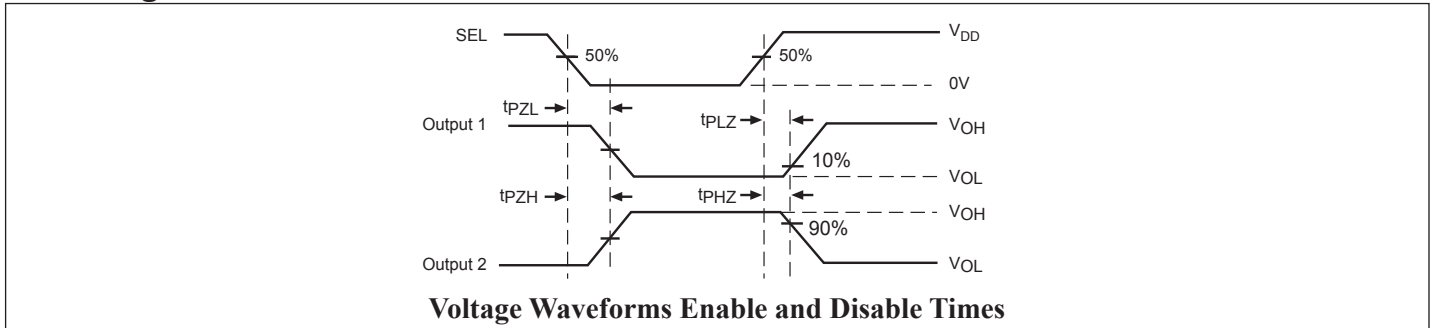 SEL
50%
50%
VDD
0V
tPZL
tPLZ
Output 1
VOH
10%
VOL
tPZH
tPHZ
VOH
90%
Output 2
VOL
Voltage Waveforms Enable and Disable Times